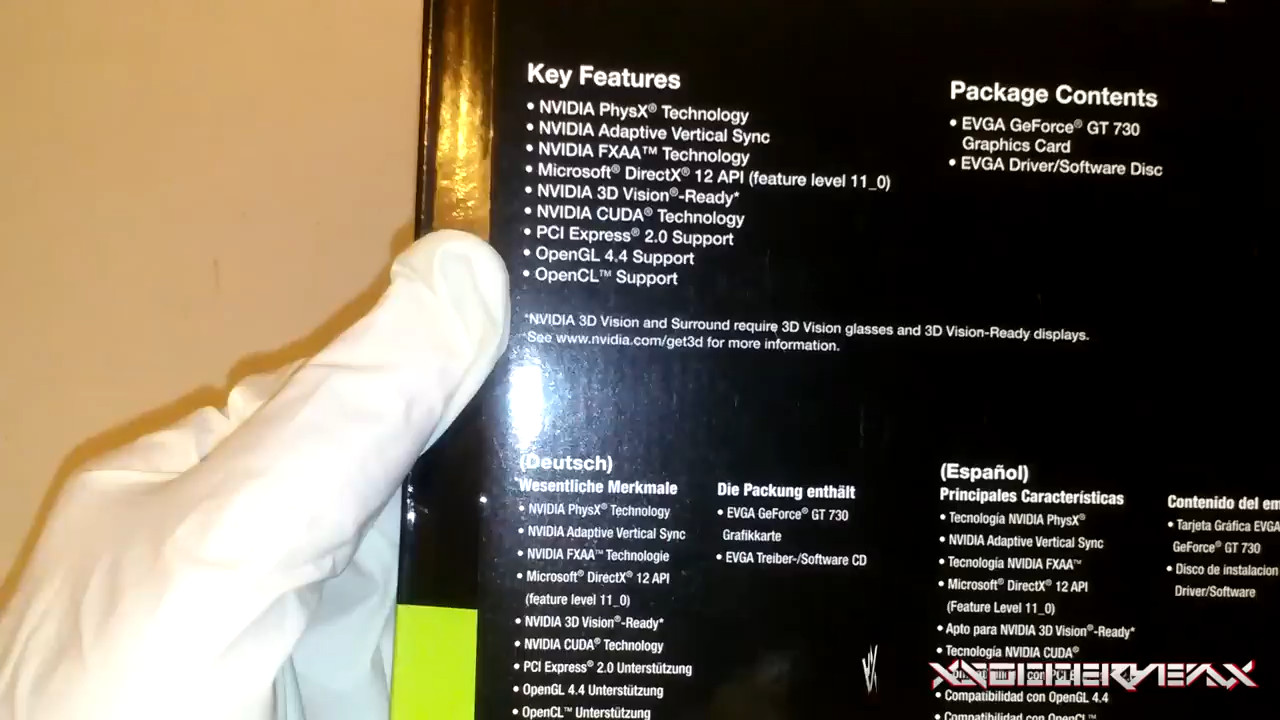 Key Features
• NVIDIA PhysX® Technology
• NVIDIA Adaptive Vertical Sync
• NVIDIA FXAA™ Technology
• Microsoft® DirectX® 12 API (feature level 11_0)
• NVIDIA 3D Vision®-Ready*
• NVIDIA CUDA® Technology
• PCI Express® 2.0 Support
• OpenGL 4.4 Support
• OpenCL™ Support
Package Contents
• EVGA GeForce® GT 730
Graphics Card
• EVGA Driver/Software Disc
*NVIDIA 3D Vision and Surround require 3D Vision glasses and 3D Vision-Ready displays.
*See www.nvidia.com/get3d for more information.
(Deutsch)
Wesentliche Merkmale
• NVIDIA PhysX® Technology
• NVIDIA Adaptive Vertical Sync
• NVIDIA FXAA™ Technologie
• Microsoft® DirectX® 12 API
(feature level 11_0)
• NVIDIA 3D Vision®-Ready*
• NVIDIA CUDA® Technology
• PCI Express® 2.0 Unterstützung
• OpenGL 4.4 Unterstützung
• OpenCL™ Unterstützung
Die Packung enthält
• EVGA GeForce® GT 730
Grafikkarte
• EVGA Treiber-/Software CD
(Español)
Principales Características
• Tecnología NVIDIA PhysX®
• NVIDIA Adaptive Vertical Sync
• Tecnología NVIDIA FXAA™
• Microsoft® DirectX® 12 API
(Feature Level 11_0)
• Apto para NVIDIA 3D Vision®-Ready*
• Tecnología NVIDIA CUDA®
• Compatibilidad con OpenGL 4.4
• Compatibilidad con OpenCL™
Contenido del em
• Tarjeta Gráfica EVGA
GeForce® GT 730
• Disco de instalacion
Driver/Software